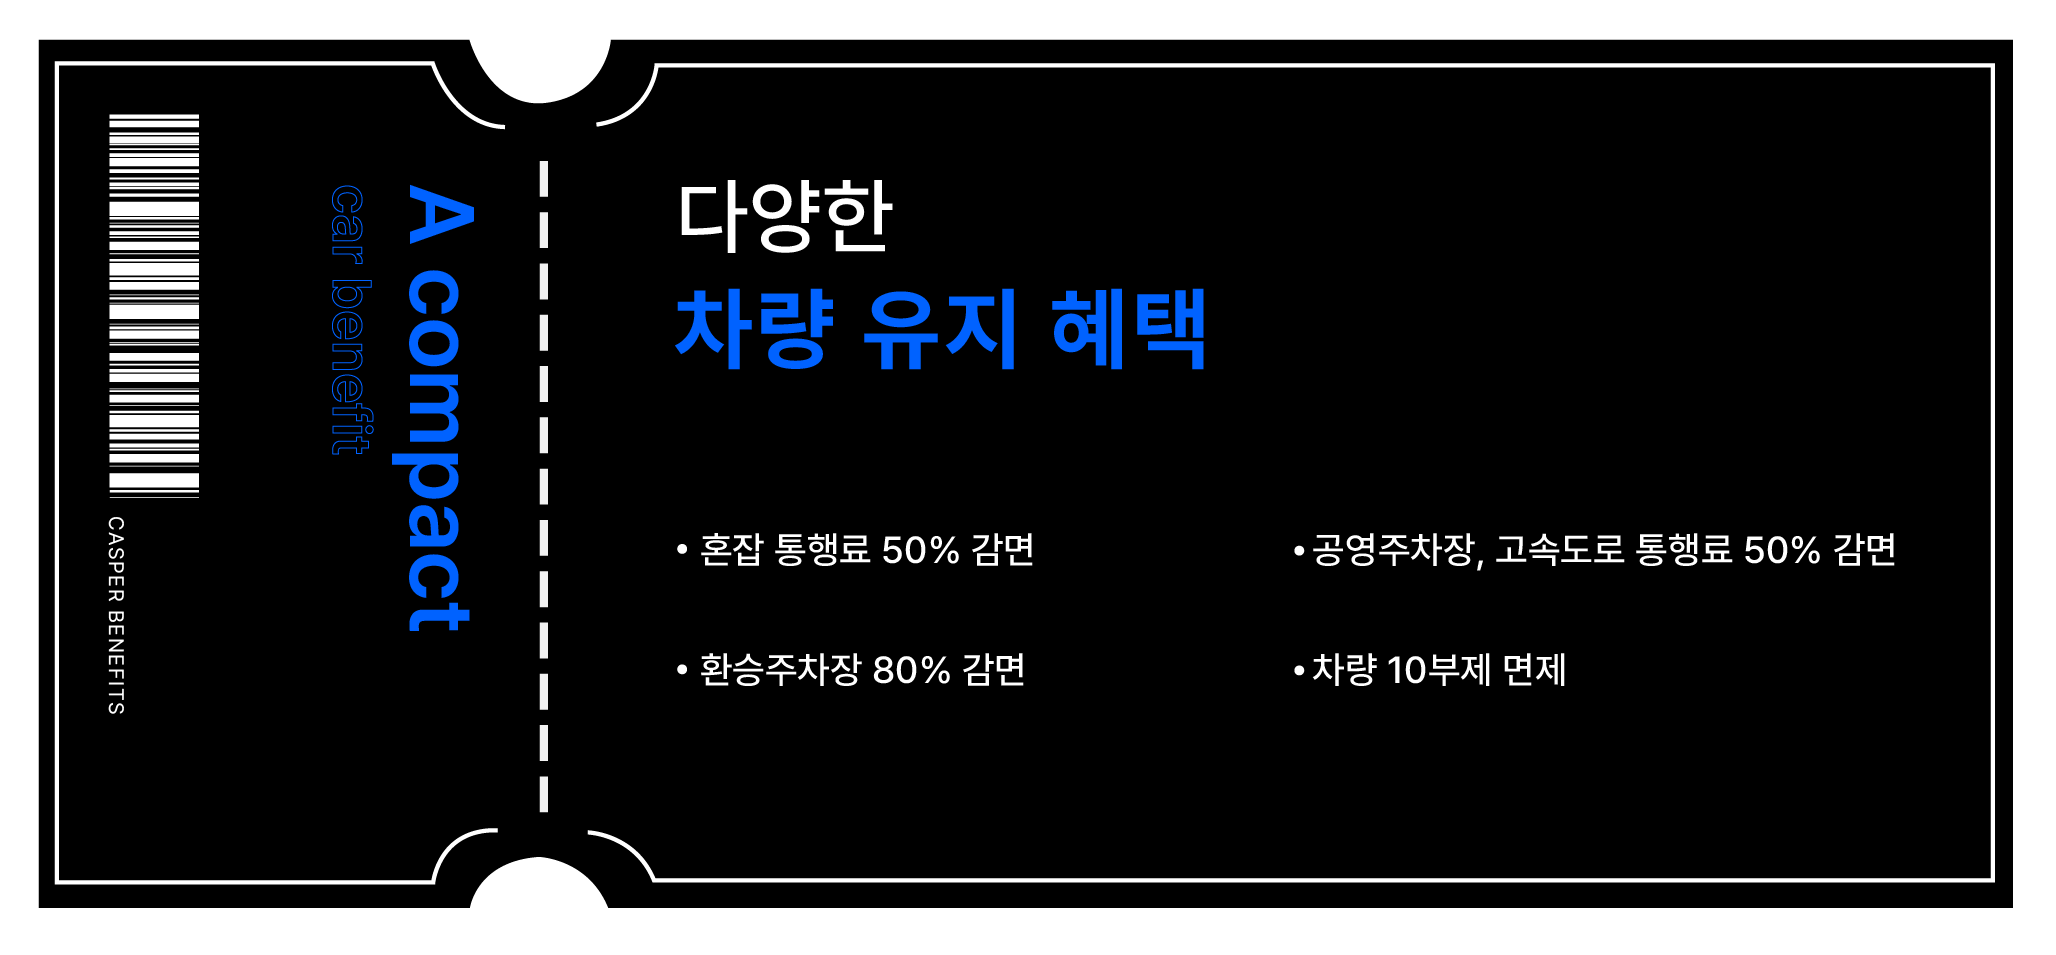 CASPER BENEFITS
A compact
car benefit
다양한
차량 유지 혜택
• 혼잡 통행료 50% 감면
• 공영주차장, 고속도로 통행료 50% 감면
• 환승주차장 80% 감면
• 차량 10부제 면제